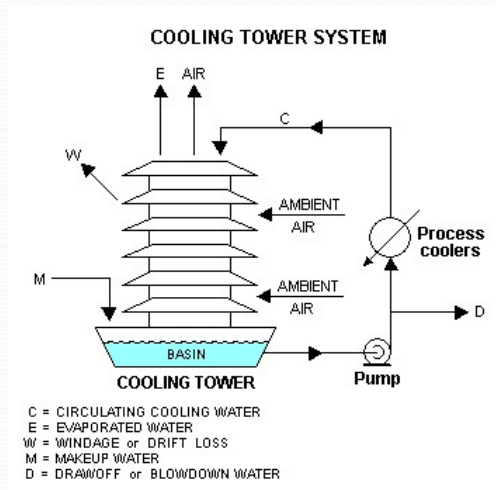 COOLING TOWER SYSTEM
E AIR
C
W
AMBIENT
AIR
Process
coolers
M
AMBIENT
AIR
D
BASIN
COOLING TOWER
Pump
C = CIRCULATING COOLING WATER
E = EVAPORATED WATER
W = WINDAGE or DRIFT LOSS
M = MAKEUP WATER
D = DRAWOFF or BLOWDOWN WATER